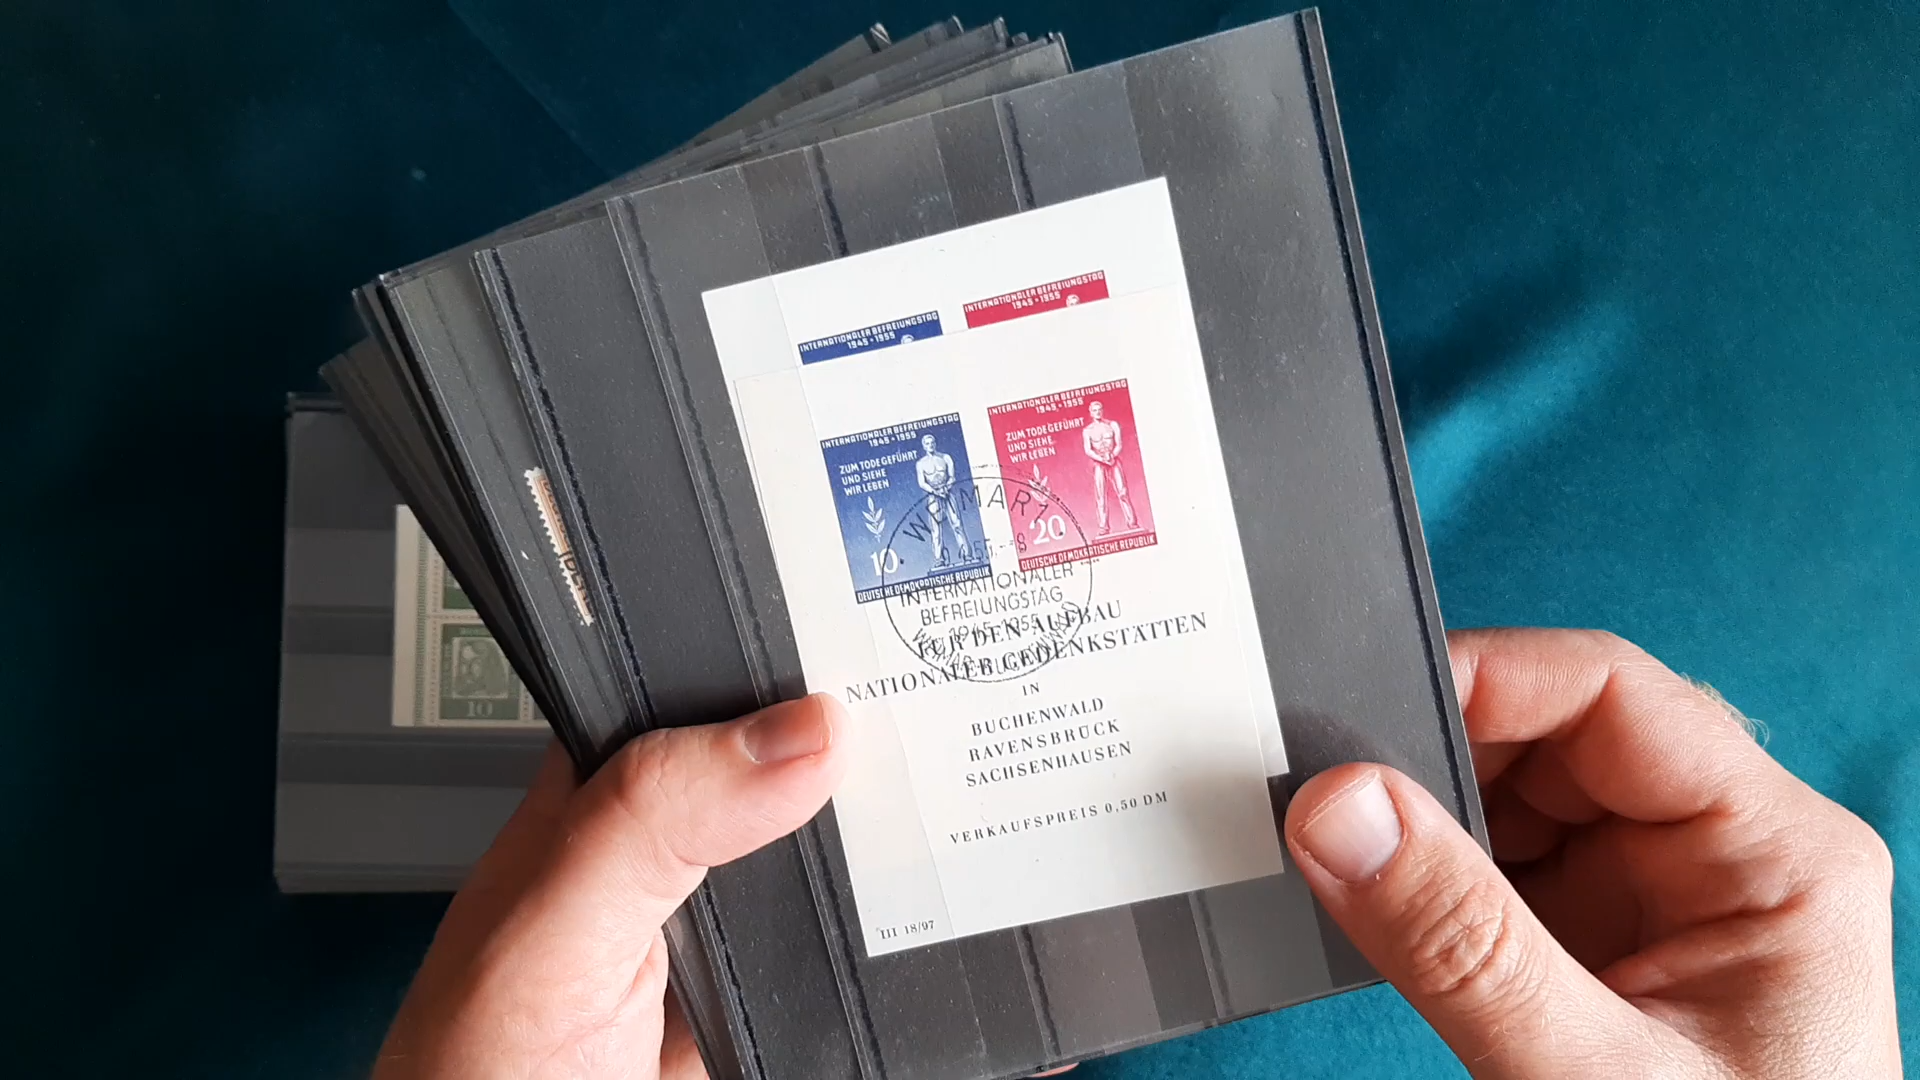 INTERNATIONALER BEFREIUNGSTAG
1945 • 1955
INTERNATIONALER BEFREIUNGSTAG
1945 • 1955
INTERNATIONALER BEFREIUNGSTAG
1945 • 1955
ZUM TODE GEFÜHRT
UND SIEHE
WIR LEBEN
10
DEUTSCHE DEMOKRATISCHE REPUBLIK
INTERNATIONALER BEFREIUNGSTAG
1945 • 1955
ZUM TODE GEFÜHRT
UND SIEHE
WIR LEBEN
20
DEUTSCHE DEMOKRATISCHE REPUBLIK
WEIMAR 1
INTERNATIONALER
BEFREIUNGSTAG
1945-1955
FÜR DEN AUFBAU
NATIONALER GEDENKSTÄTTEN
IN
BUCHENWALD
RAVENSBRÜCK
SACHSENHAUSEN
VERKAUFSPREIS 0,50 DM
III 18/97
10